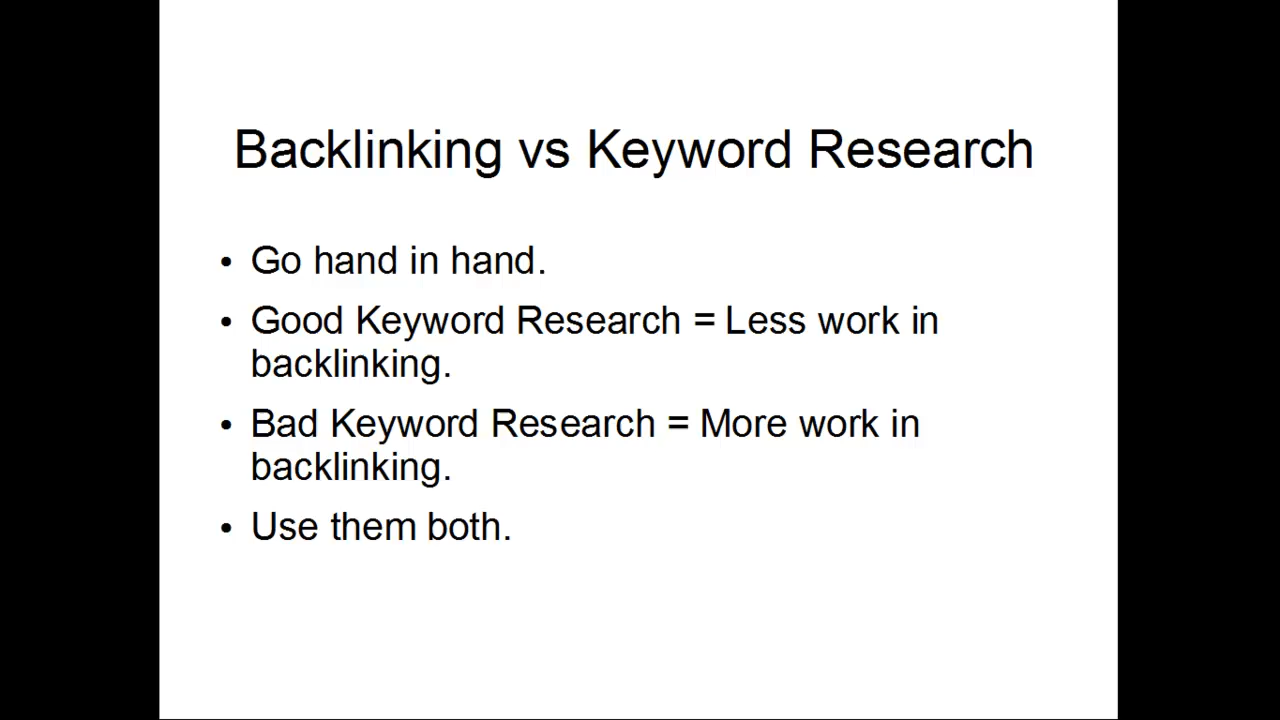 Backlinking vs Keyword Research
• Go hand in hand.
• Good Keyword Research = Less work in
backlinking.
• Bad Keyword Research = More work in
backlinking.
• Use them both.